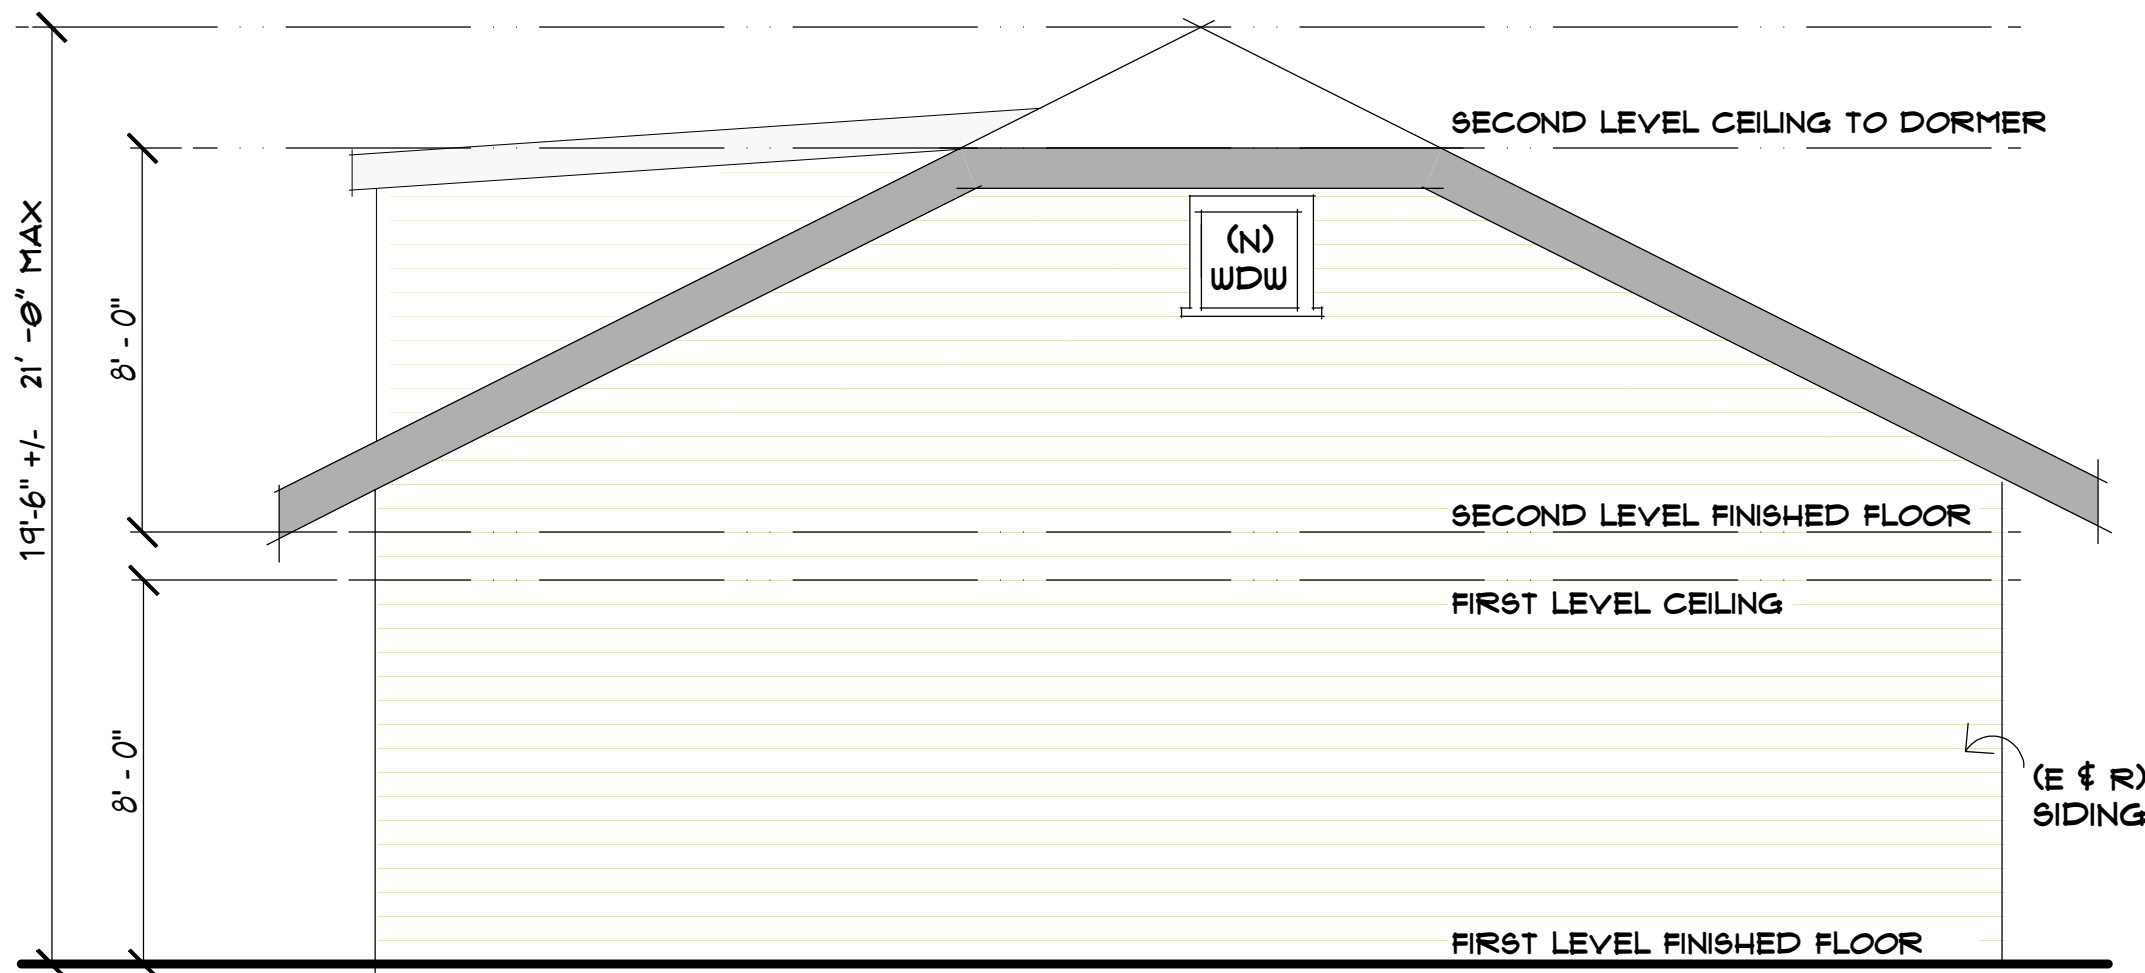 SECOND LEVEL CEILING TO DORMER
(N)
WDW
19'-6" +/- 21' -0" MAX
8' - 0"
SECOND LEVEL FINISHED FLOOR
FIRST LEVEL CEILING
8' - 0"
(E & R)
SIDING
FIRST LEVEL FINISHED FLOOR